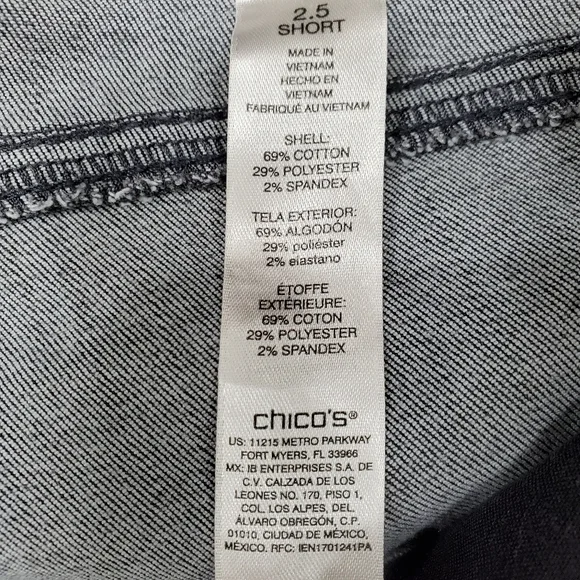 2.5
SHORT
MADE IN
VIETNAM
HECHO EN
VIETNAM
FABRIQUÉ AU VIETNAM
SHELL:
69% COTTON
29% POLYESTER
2% SPANDEX
TELA EXTERIOR:
69% ALGODÓN
29% poliéster
2% elastano
ÉTOFFE
EXTÉRIEURE:
69% COTON
29% POLYESTER
2% SPANDEX
chico's®
US: 11215 METRO PARKWAY
FORT MYERS, FL 33966
MX: IB ENTERPRISES S.A. DE
C.V. CALZADA DE LOS
LEONES NO. 170, PISO 1,
COL. LOS ALPES, DEL.
ÁLVARO OBREGÓN, C.P.
01010, CIUDAD DE MÉXICO,
MÉXICO. RFC: IEN1701241PA